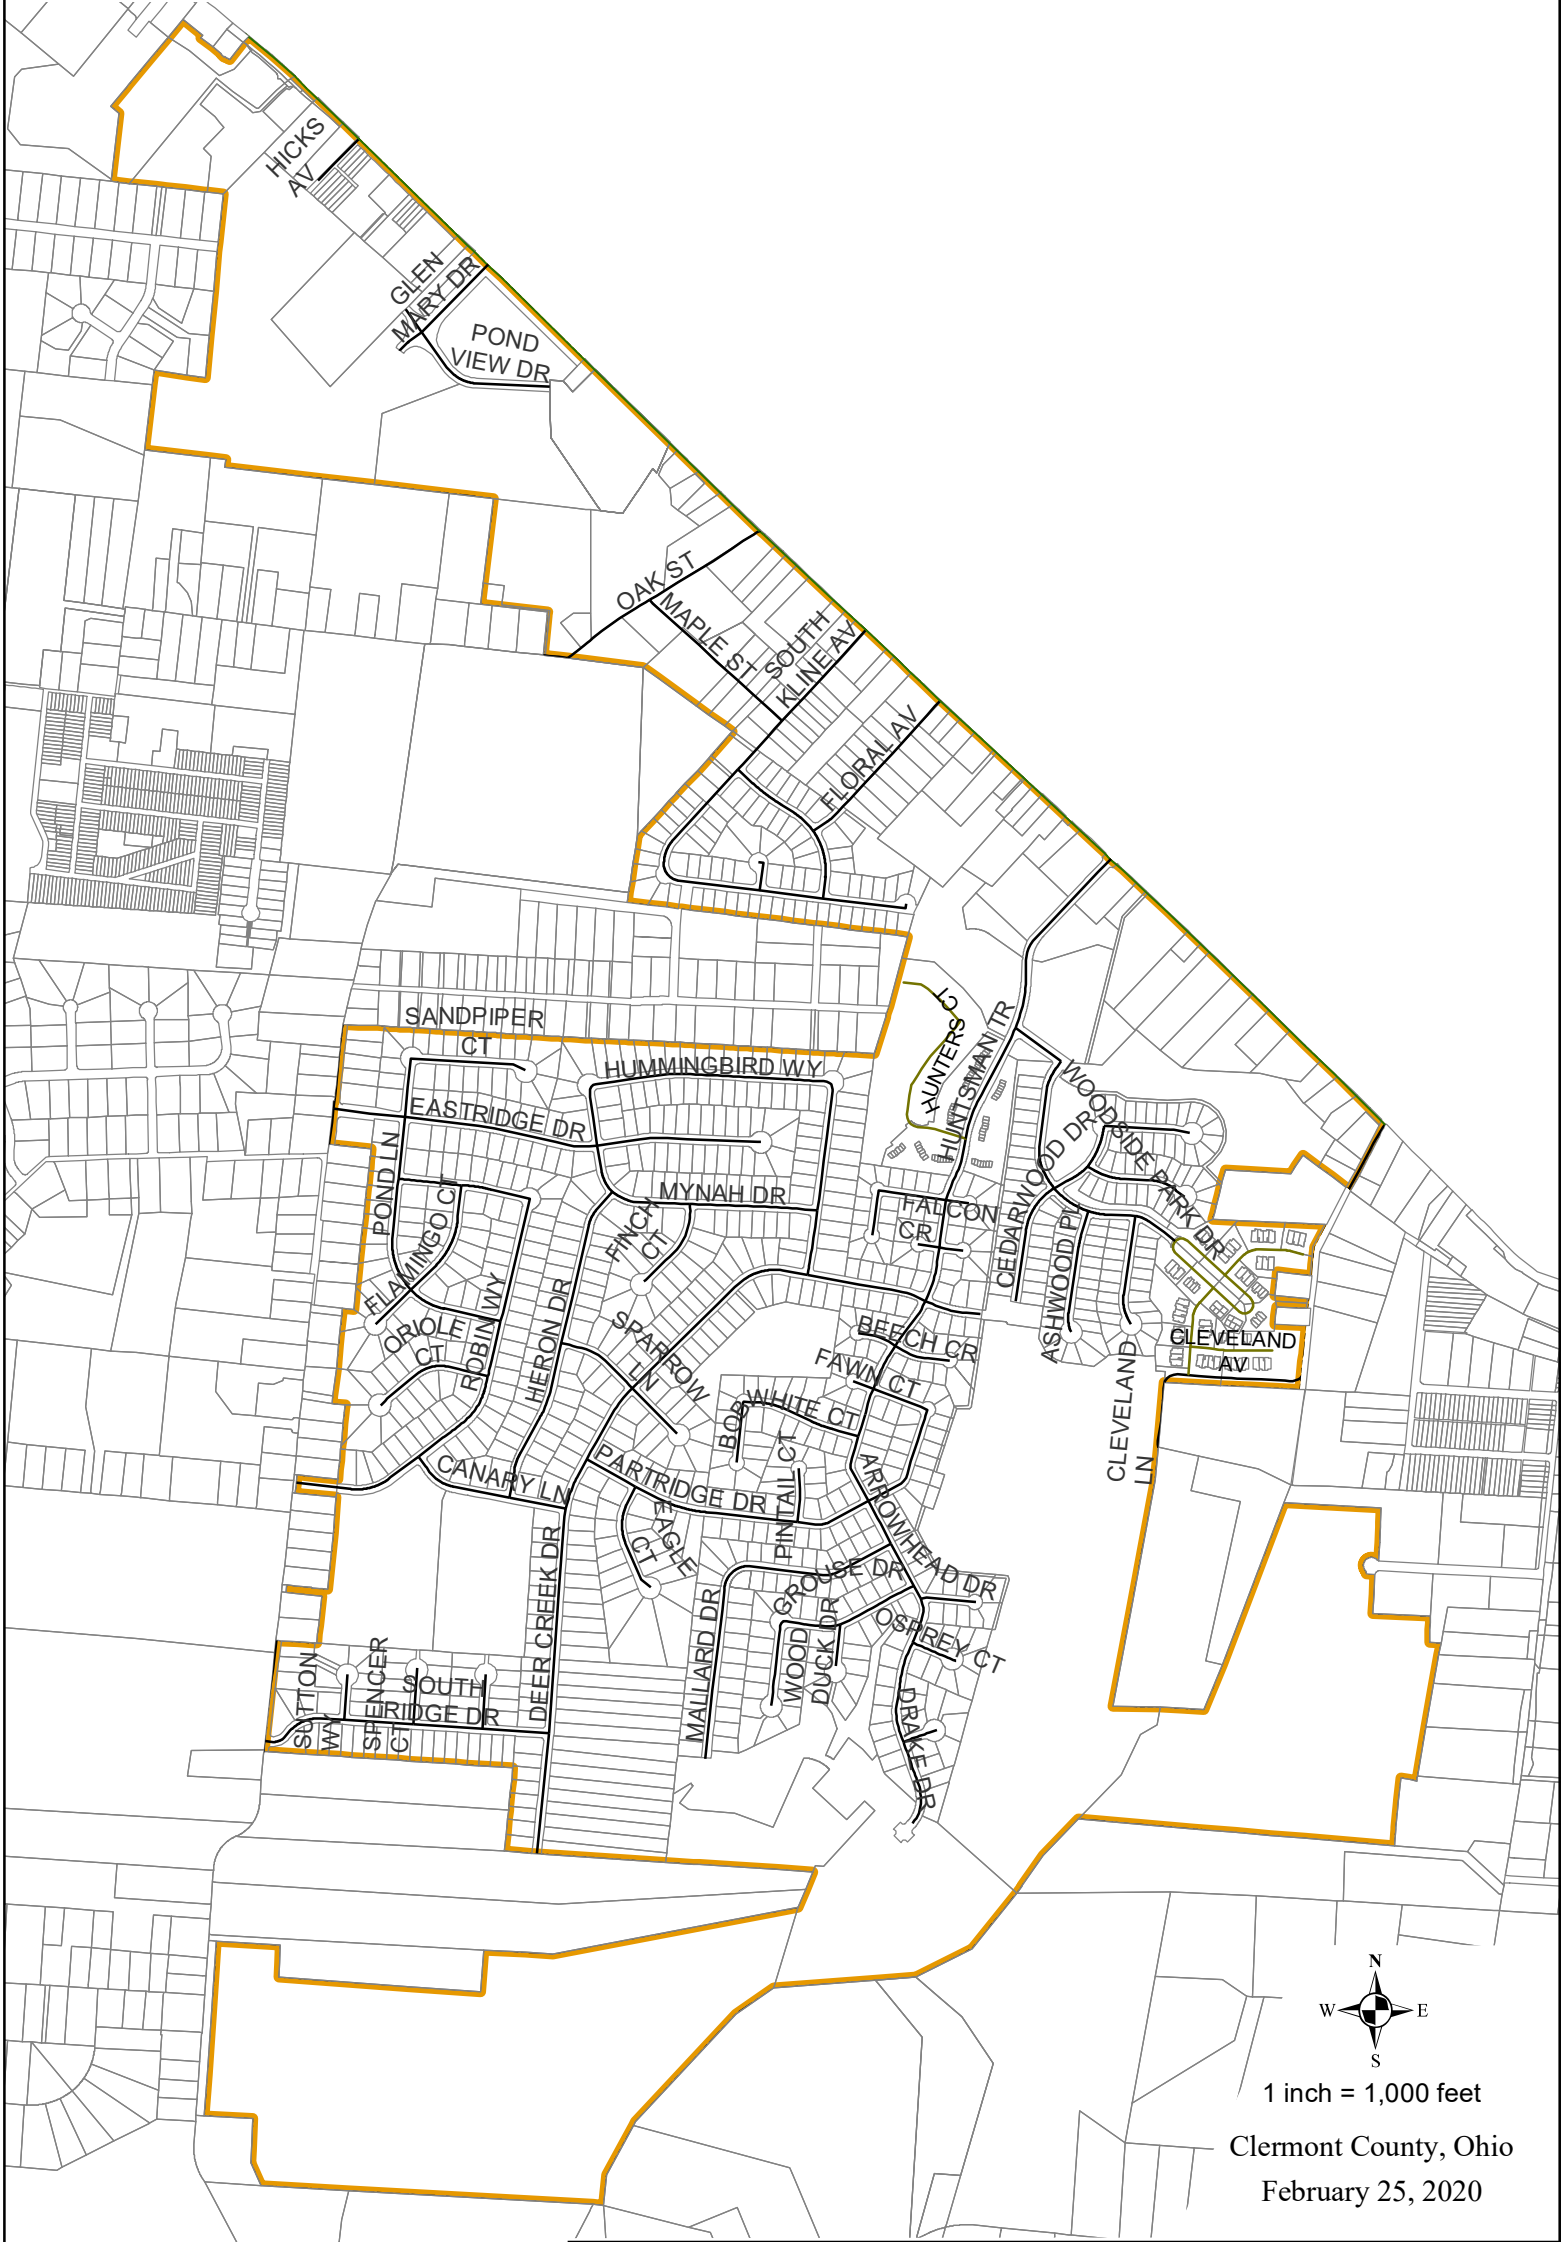 HICKS
AV
GLEN
MARY DR
POND
VIEW DR
OAK ST
MAPLE ST
SOUTH
KLINE AV
FLORAL AV
SANDPIPER
CT
HUNTERS CT
HUNTSMAN TR
HUMMINGBIRD WY
WOODSIDE PARK DR
EASTRIDGE DR
POND LN
CEDARWOOD DR
FLAMINGO CT
MYNAH DR
FINCH
CT
FALCON
CR
ASHWOOD PL
ORIOLE
CT
ROBIN WY
HERON DR
SPARROW
LN
BEECH CR
FAWN CT
CLEVELAND
AV
CLEVELAND
LN
BOB WHITE CT
CANARY LN
PARTRIDGE DR
PINTAIL CT
ARROWHEAD DR
EAGLE
CT
DEER CREEK DR
GROUSE DR
MALLARD DR
WOOD
DUCK DR
OSPREY CT
SUTTON
WY
SPENCER
CT
SOUTH
RIDGE DR
DRAKE DR
N
W E
S
1 inch = 1,000 feet
Clermont County, Ohio
February 25, 2020